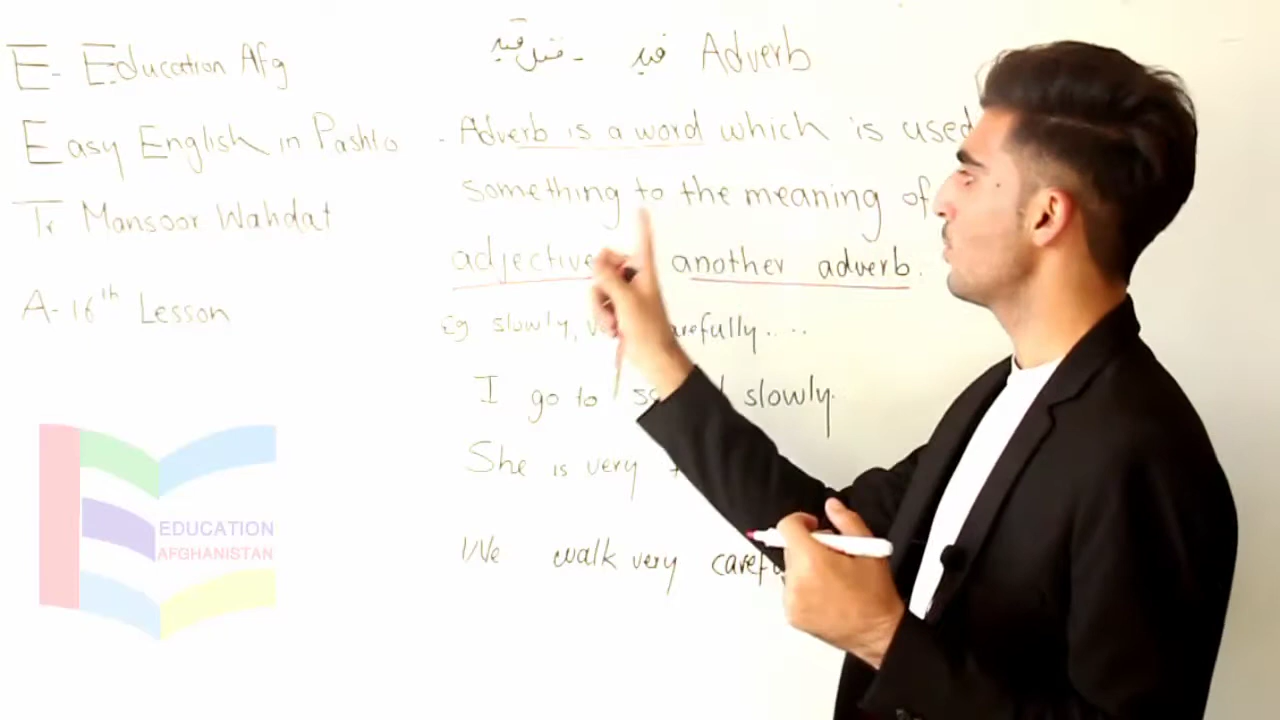 E- Education Afg
Easy English in Pashto
Tr Mansoor Wahdat
A-16th Lesson
قید Adverb
- Adverb is a word which is used
something to the meaning of
adjective another adverb.
Eg slowly, carefully....
I go to slowly.
She is very
We walk very
EDUCATION
AFGHANISTAN